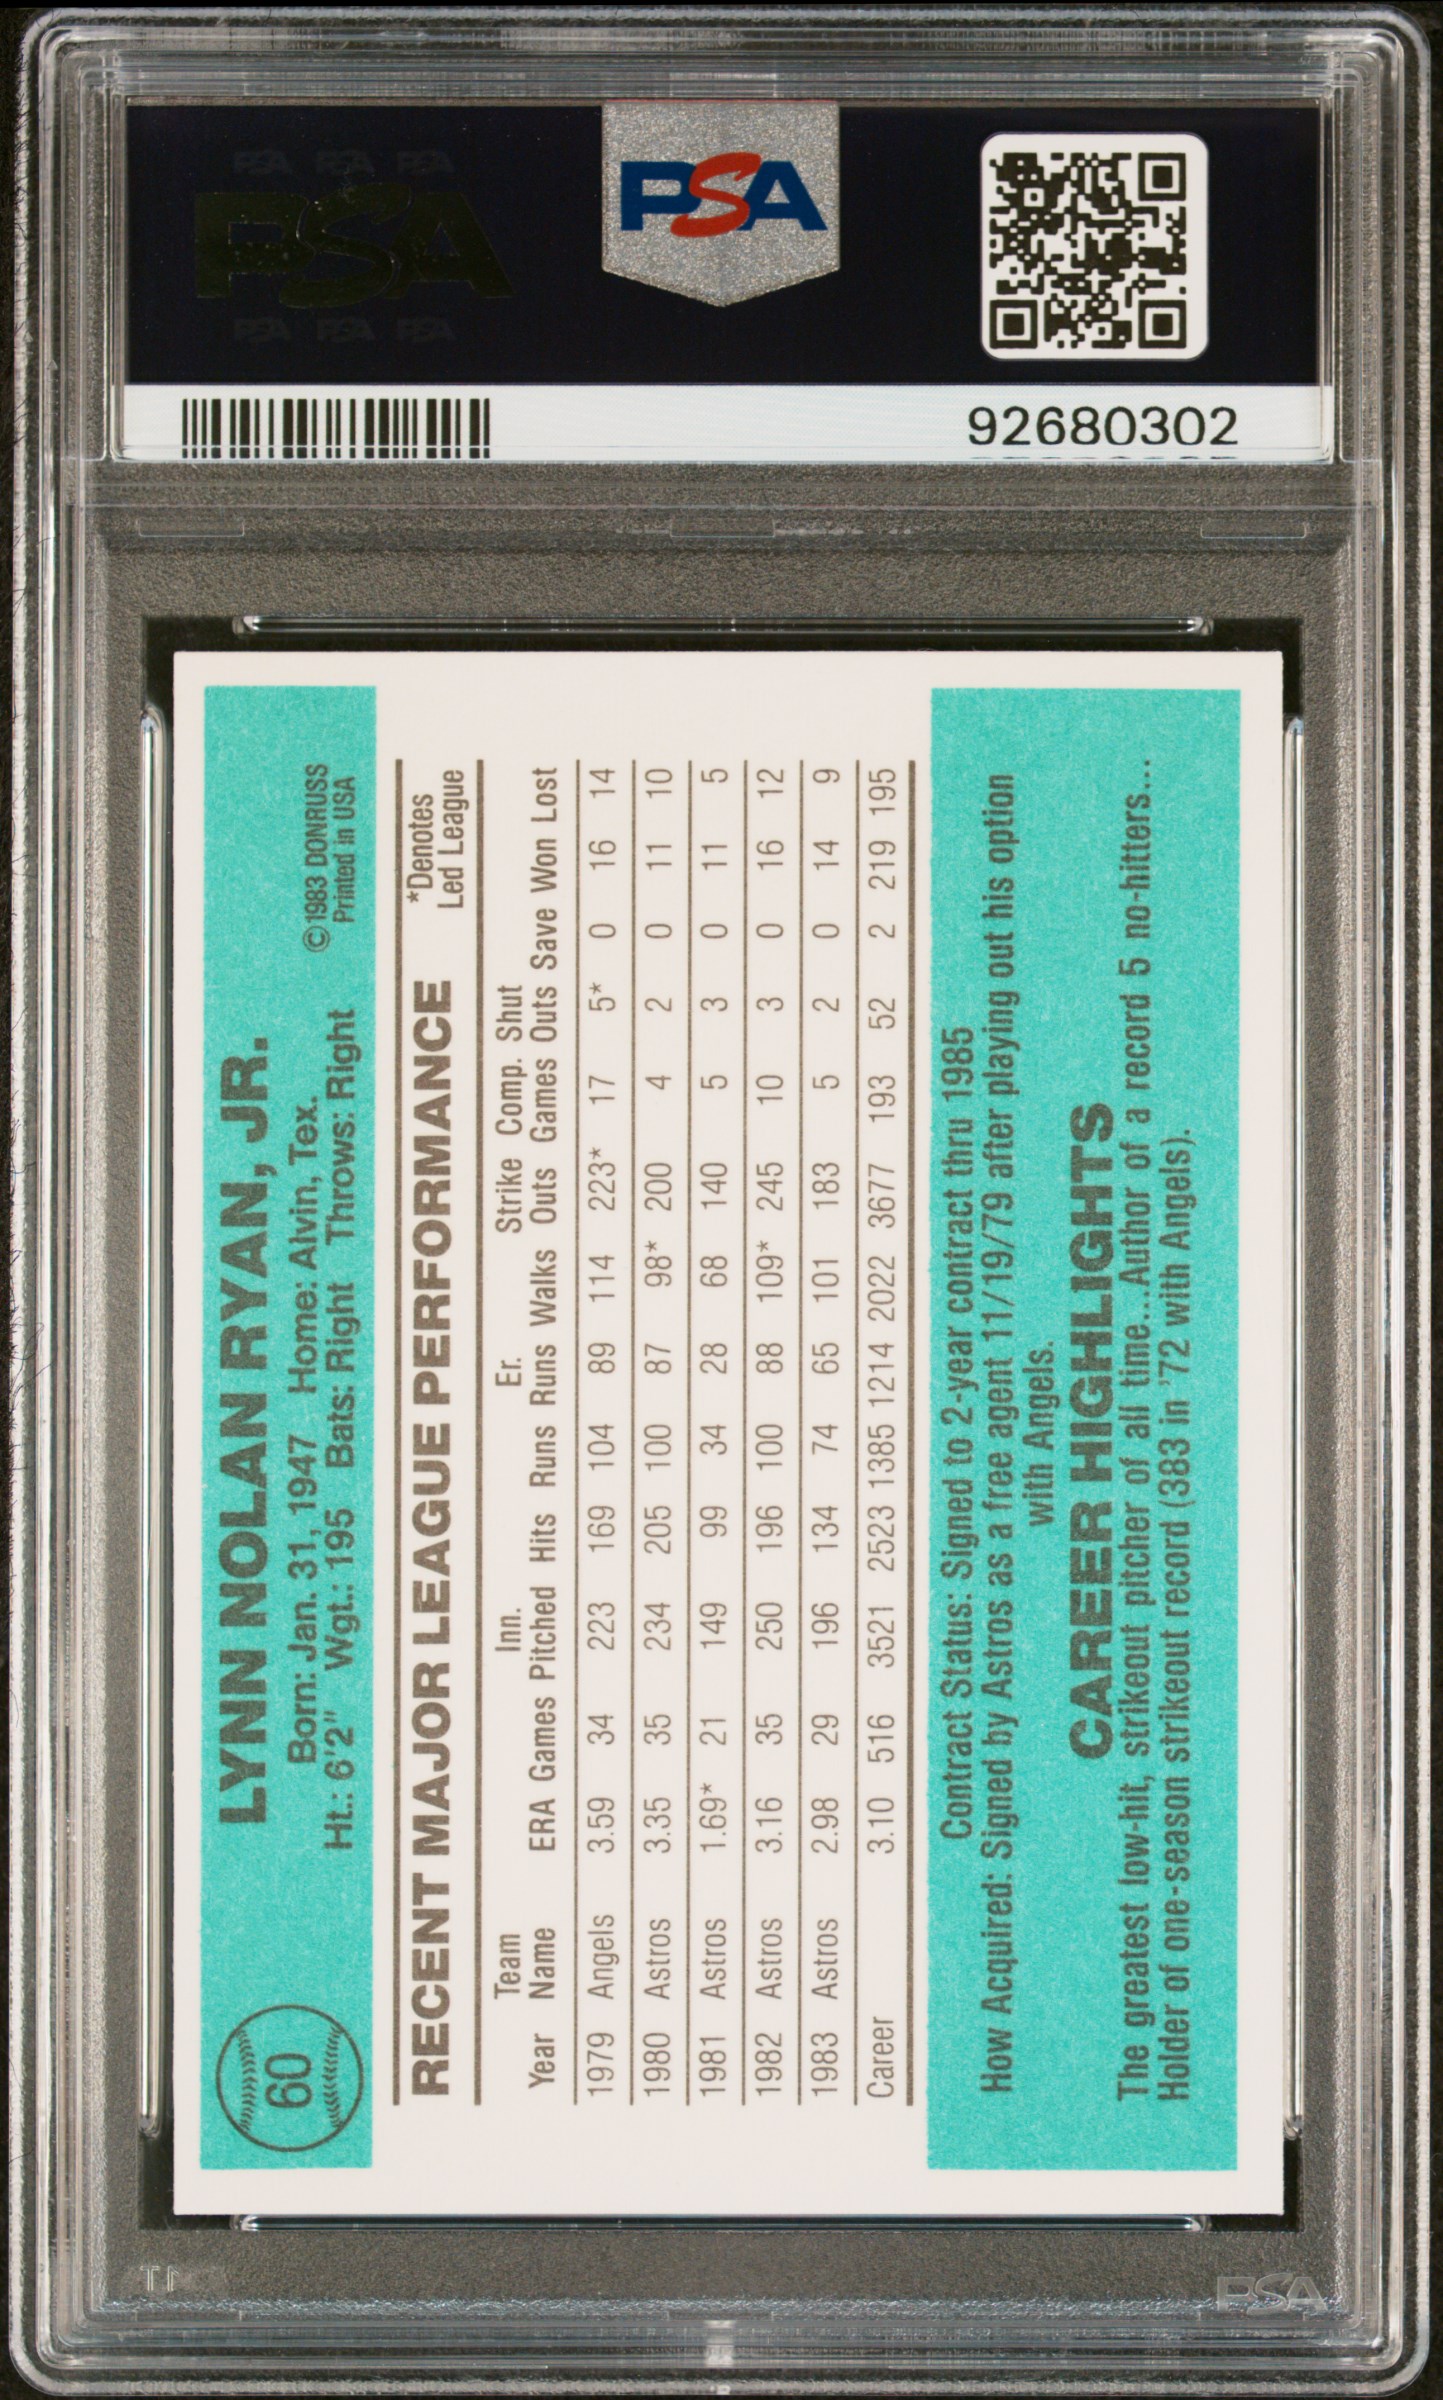 PSA PSA PSA
PSA
PSA PSA PSA
PSA
92680302
60
LYNN NOLAN RYAN, JR.
Born: Jan. 31, 1947 Home: Alvin, Tex.
Ht.: 6'2" Wgt.: 195 Bats: Right Throws: Right
©1983 DONRUSS
Printed in USA
RECENT MAJOR LEAGUE PERFORMANCE
*Denotes
Led League
Team Inn. Er. Strike Comp. Shut
Year Name ERA Games Pitched Hits Runs Runs Walks Outs Games Outs Save Won Lost
1979 Angels 3.59 34 223 169 104 89 114 223* 17 5* 0 16 14
1980 Astros 3.35 35 234 205 100 87 98* 200 4 2 0 11 10
1981 Astros 1.69* 21 149 99 34 28 68 140 5 3 0 11 5
1982 Astros 3.16 35 250 196 100 88 109* 245 10 3 0 16 12
1983 Astros 2.98 29 196 134 74 65 101 183 5 2 0 14 9
Career 3.10 516 3521 2523 1385 1214 2022 3677 193 52 2 219 195
Contract Status: Signed to 2-year contract thru 1985
How Acquired: Signed by Astros as a free agent 11/19/79 after playing out his option
with Angels.
CAREER HIGHLIGHTS
The greatest low-hit, strikeout pitcher of all time...Author of a record 5 no-hitters...
Holder of one-season strikeout record (383 in '72 with Angels).
PSA